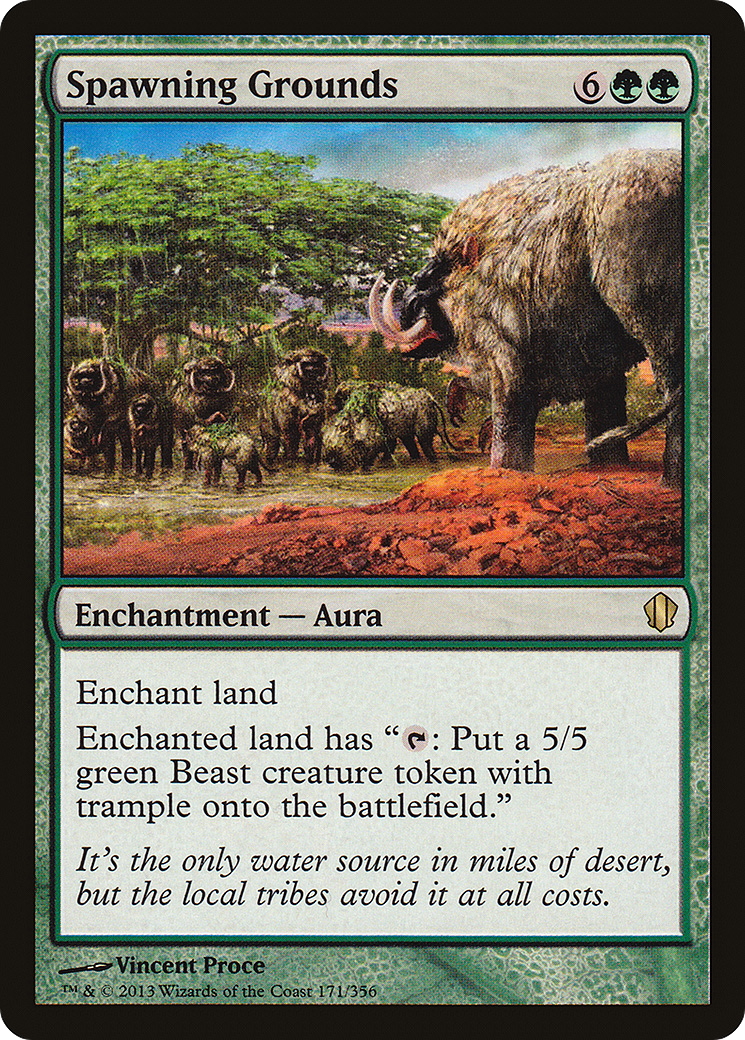 Spawning Grounds 6
Enchantment — Aura
Enchant land
Enchanted land has “: Put a 5/5
green Beast creature token with
trample onto the battlefield.”
It's the only water source in miles of desert,
but the local tribes avoid it at all costs.
Vincent Proce
™ & © 2013 Wizards of the Coast 171/356